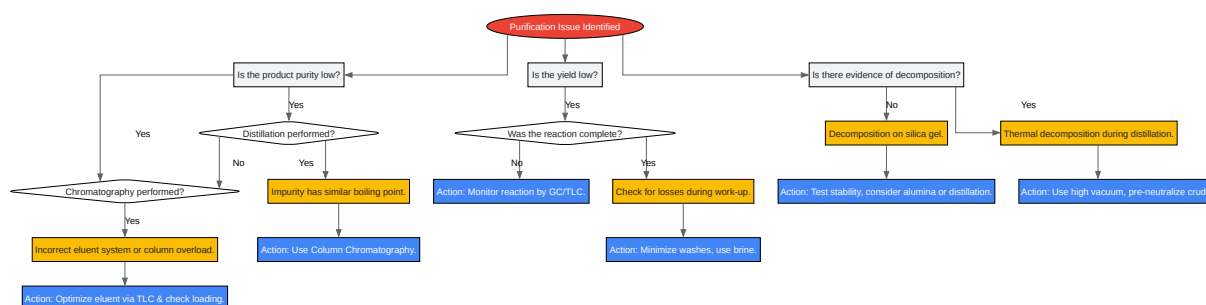 Purification Issue Identified
Is the product purity low?
Is the yield low?
Is there evidence of decomposition?
Yes
Yes
No
Yes
Yes
Distillation performed?
Was the reaction complete?
Decomposition on silica gel.
Thermal decomposition during distillation.
No
Yes
No
Yes
Chromatography performed?
Impurity has similar boiling point.
Action: Monitor reaction by GC/TLC.
Check for losses during work-up.
Action: Test stability, consider alumina or distillation.
Action: Use high vacuum, pre-neutralize crud
Yes
Incorrect eluent system or column overload.
Action: Use Column Chromatography.
Action: Minimize washes, use brine.
Action: Optimize eluent via TLC & check loading.